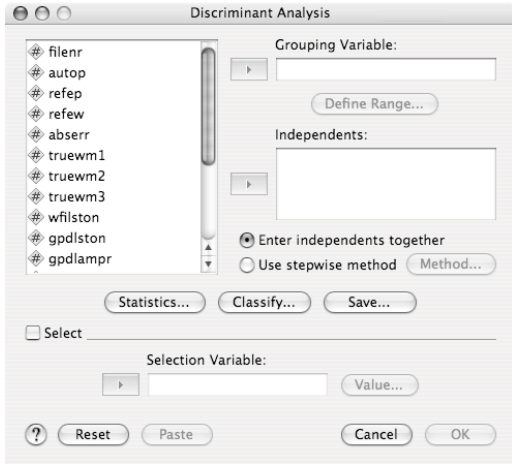 Discriminant Analysis
filenr
autop
refep
refew
abserr
truewm1
truewm2
truewm3
wfilston
gpdlston
gpdlampr
Grouping Variable:
Define Range...
Independents:
Enter independents together
Use stepwise method
Method...
Statistics...
Classify...
Save...
Select
Selection Variable:
Value...
?
Reset
Paste
Cancel
OK